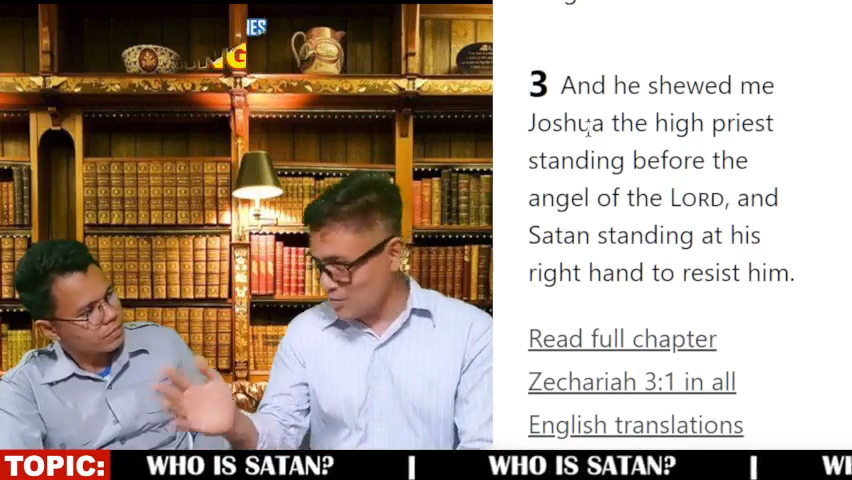 NG
3 And he shewed me
Joshua the high priest
standing before the
angel of the LORD, and
Satan standing at his
right hand to resist him.
Read full chapter
Zechariah 3:1 in all
English translations
TOPIC: WHO IS SATAN? | WHO IS SATAN? | WH